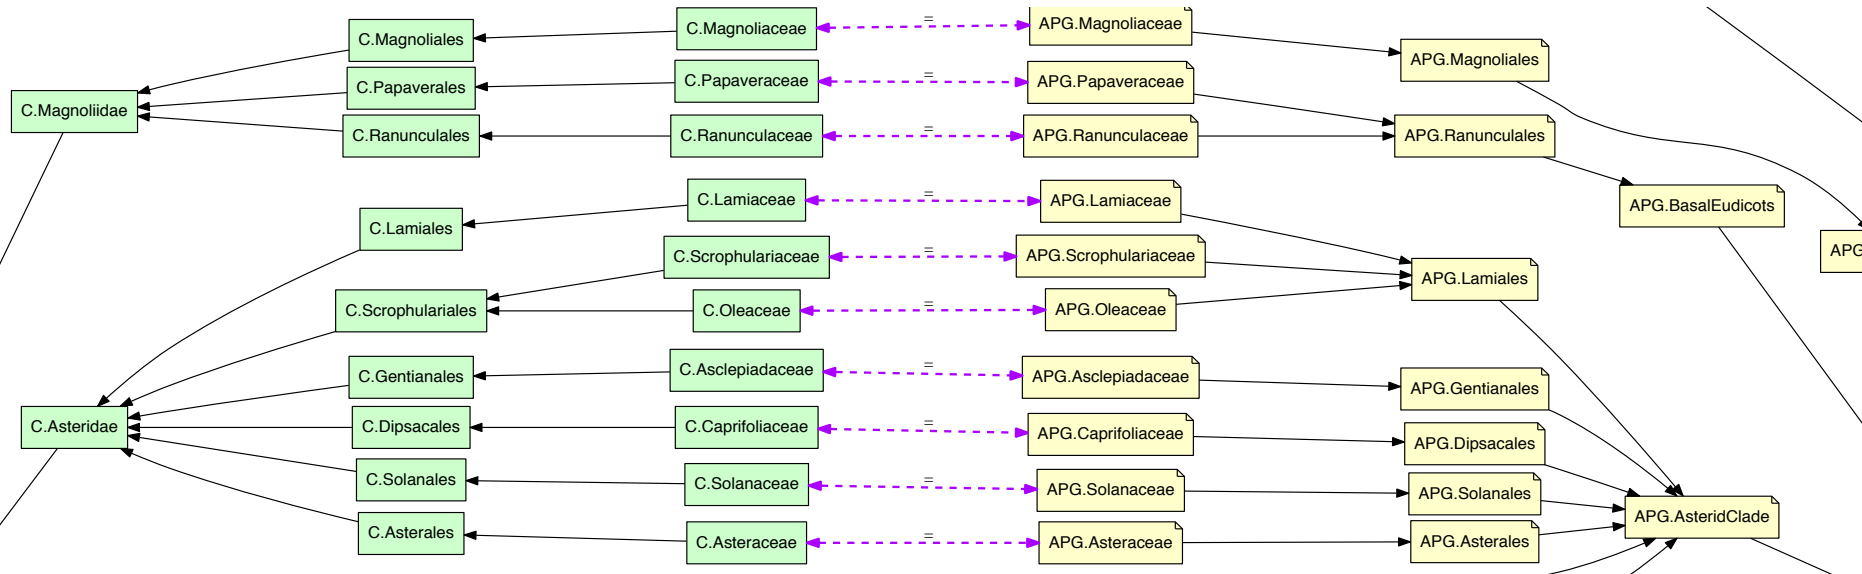 C.Magnoliales
C.Magnoliaceae
=
APG.Magnoliaceae
APG.Magnoliales
C.Magnoliidae
C.Papaverales
C.Papaveraceae
=
APG.Papaveraceae
C.Ranunculales
C.Ranunculaceae
=
APG.Ranunculaceae
APG.Ranunculales
C.Lamiaceae
=
APG.Lamiaceae
APG.BasalEudicots
C.Lamiales
APG
C.Scrophulariaceae
=
APG.Scrophulariaceae
APG.Lamiales
C.Scrophulariales
C.Oleaceae
=
APG.Oleaceae
C.Gentianales
C.Asclepiadaceae
=
APG.Asclepiadaceae
APG.Gentianales
C.Asteridae
C.Dipsacales
C.Caprifoliaceae
=
APG.Caprifoliaceae
APG.Dipsacales
C.Solanales
C.Solanaceae
=
APG.Solanaceae
APG.Solanales
APG.AsteridClade
C.Asterales
C.Asteraceae
=
APG.Asteraceae
APG.Asterales